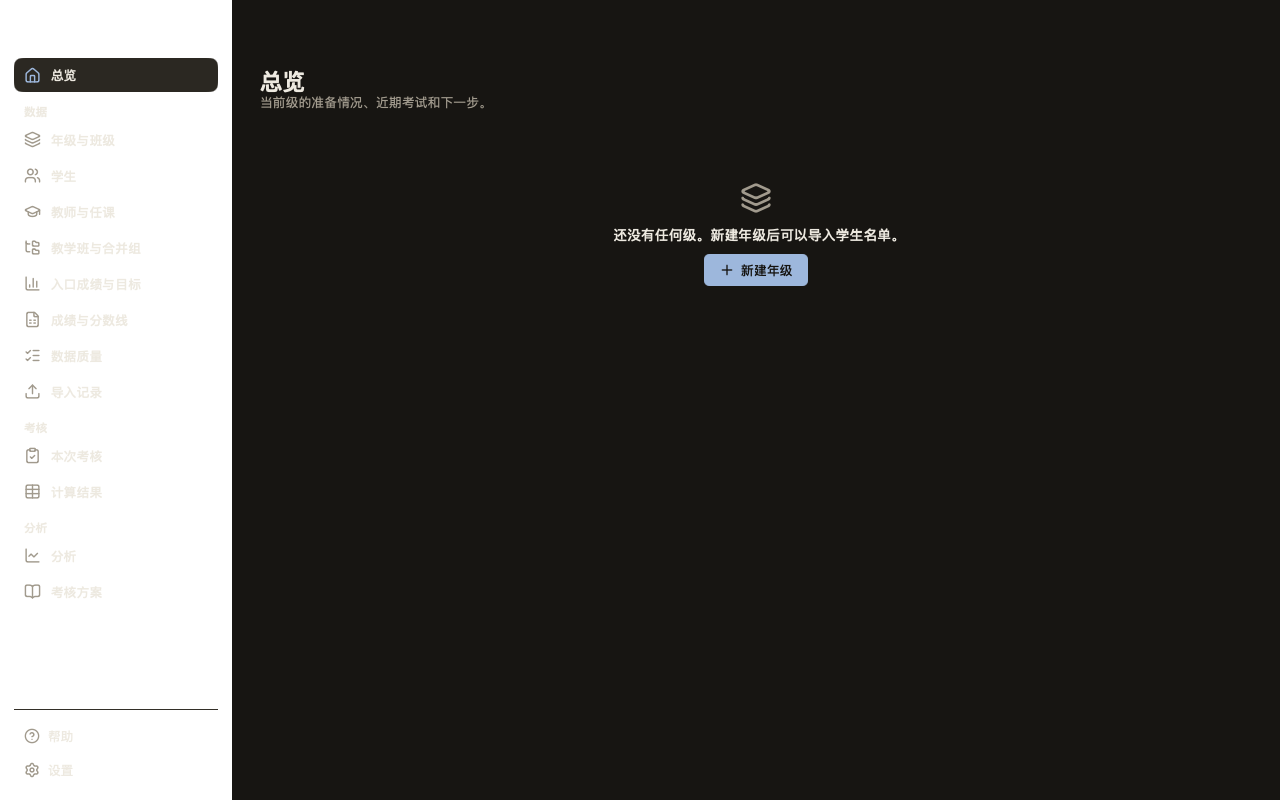 总览
数据
年级与班级
学生
教师与任课
教学班与合并组
入口成绩与目标
成绩与分数线
数据质量
导入记录
考核
本次考核
计算结果
分析
分析
考核方案
帮助
设置
总览
当前级的准备情况、近期考试和下一步。
还没有任何级。新建年级后可以导入学生名单。
新建年级